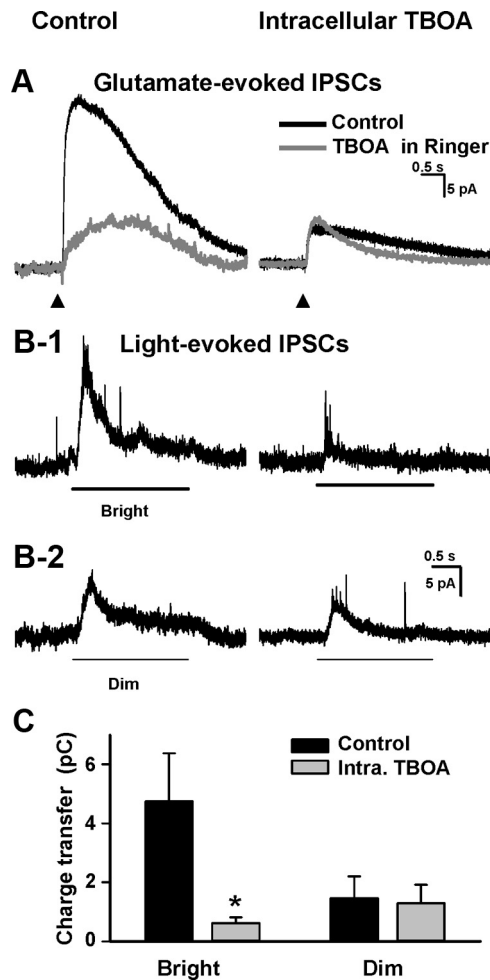 Control Intracellular TBOA
A Glutamate-evoked IPSCs
Control
TBOA in Ringer
0.5 s
5 pA
B-1 Light-evoked IPSCs
Bright
B-2
0.5 s
5 pA
Dim
C
Charge transfer (pC)
6
4
2
0
Control
Intra. TBOA
*
Bright Dim